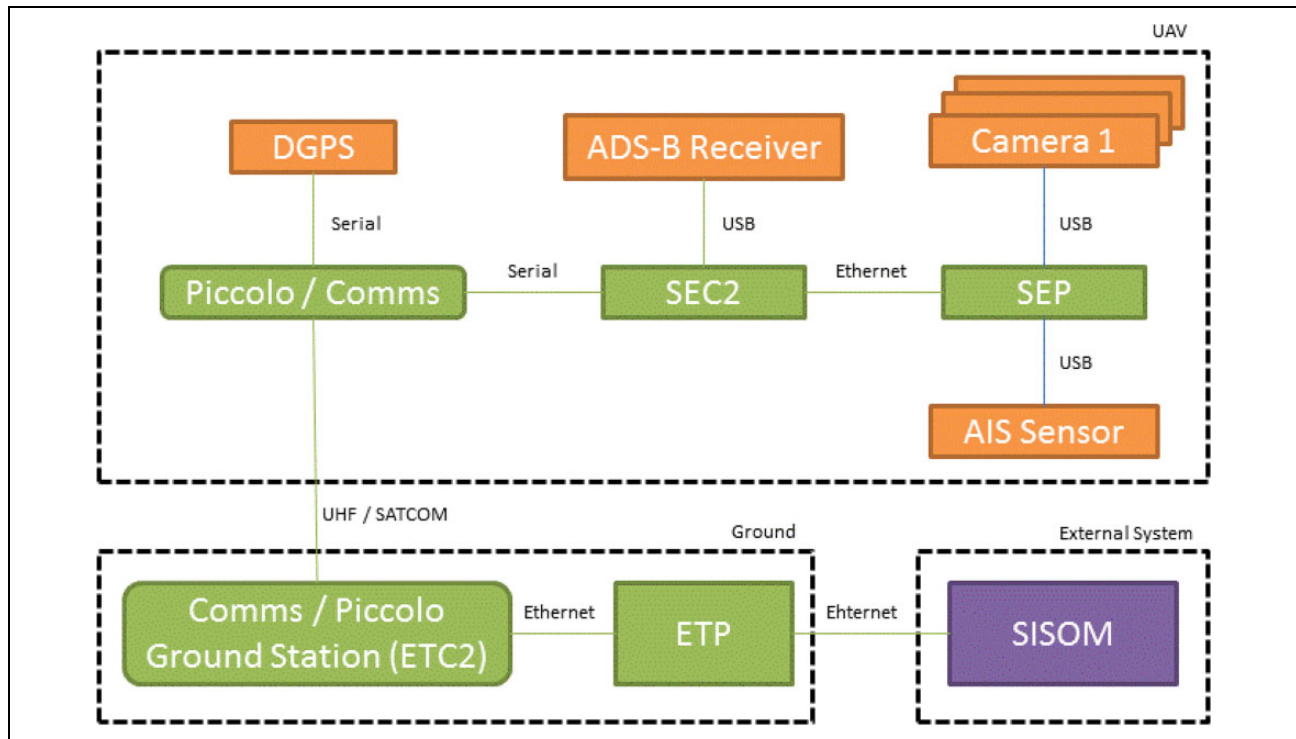 UAV
DGPS
ADS-B Receiver
Camera 1
Serial
USB
USB
Piccolo / Comms
Serial
SEC2
Ethernet
SEP
USB
AIS Sensor
UHF / SATCOM
Ground
External System
Comms / Piccolo
Ground Station (ETC2)
Ethernet
ETP
Ehternet
SISOM